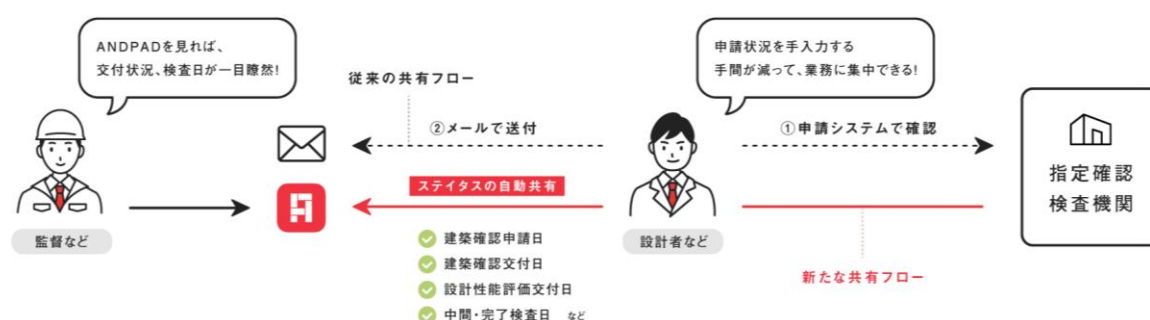 ANDPADを見れば、
交付状況、検査日が一目瞭然!
申請状況を手入力する
手間が減って、業務に集中できる!
従来の共有フロー
②メールで送付
①申請システムで確認
指定確認
検査機関
ステイタスの自動共有
監督など
設計者など
建築確認申請日
建築確認交付日
設計性能評価交付日
中間・完了検査日 など
新たな共有フロー